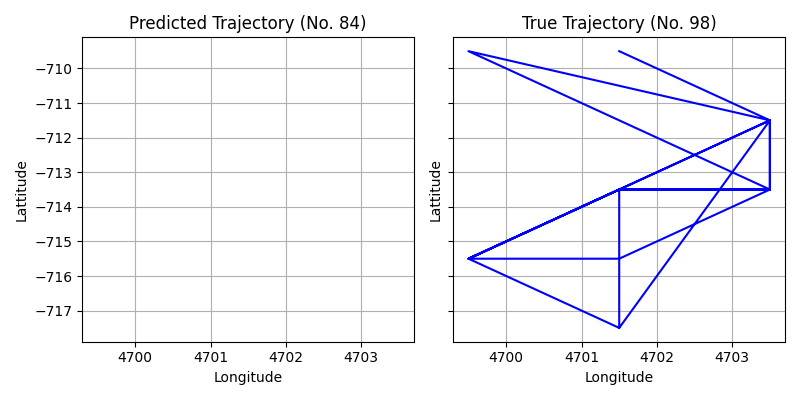 Predicted Trajectory (No. 84)
True Trajectory (No. 98)
−710
−711
−712
−713
−714
−715
−716
−717
Lattitude
Lattitude
4700 4701 4702 4703
4700 4701 4702 4703
Longitude
Longitude